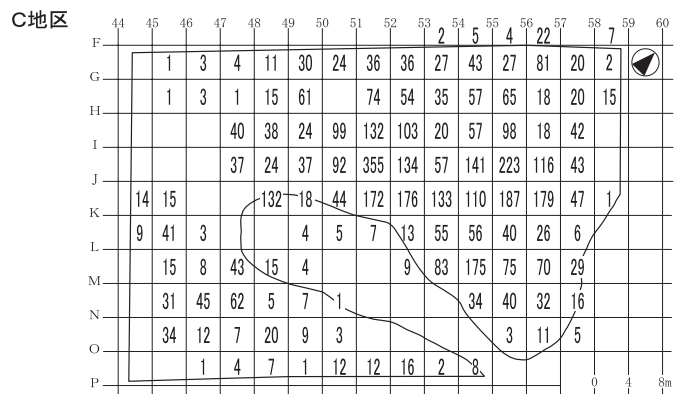 C地区
44 45 46 47 48 49 50 51 52 53 54 55 56 57 58 59 60
2 5 4 22 7
F
1 3 4 11 30 24 36 36 27 43 27 81 20 2
G
1 3 1 15 61 74 54 35 57 65 18 20 15
H
40 38 24 99 132 103 20 57 98 18 42
I
37 24 37 92 355 134 57 141 223 116 43
J
14 15 132 18 44 172 176 133 110 187 179 47 1
K
9 41 3 4 5 7 13 55 56 40 26 6
L
15 8 43 15 4 9 83 175 75 70 29
M
31 45 62 5 7 1 34 40 32 16
N
34 12 7 20 9 3 3 11 5
O
1 4 7 1 12 12 16 2 8
P
0 4 8m